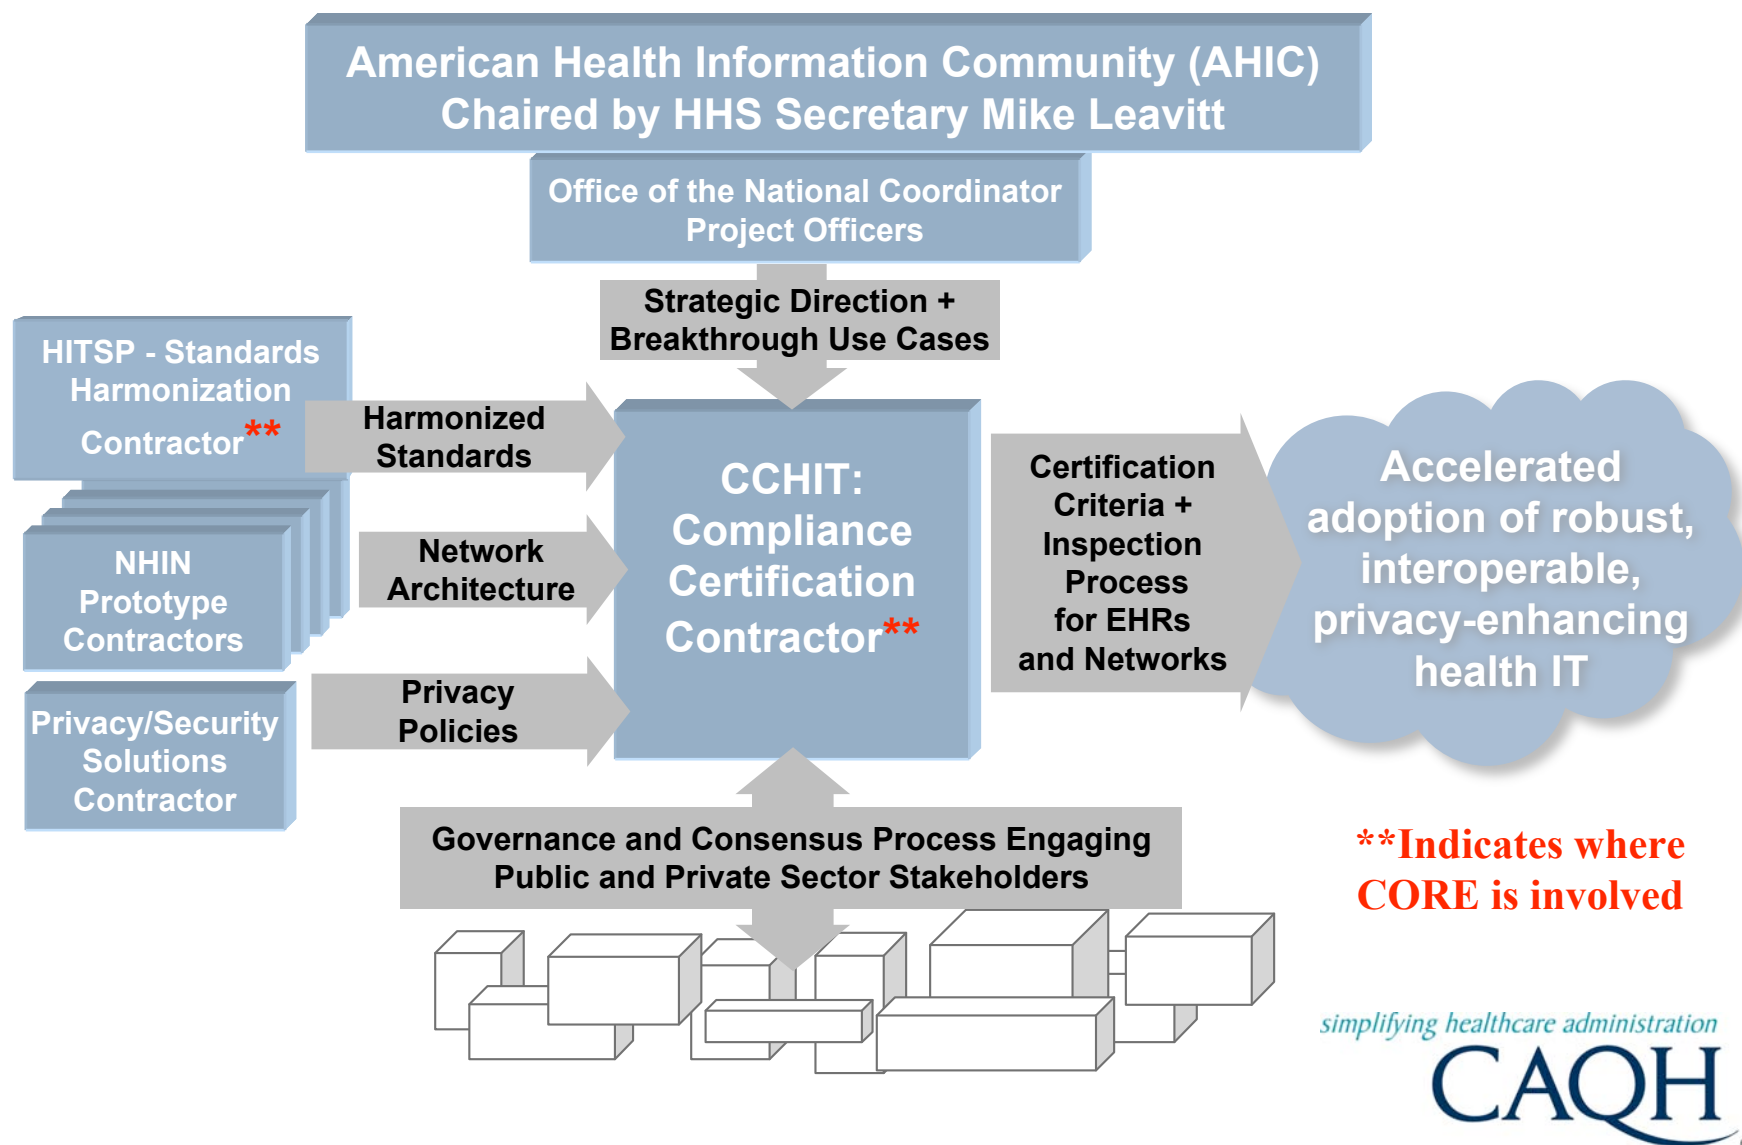 American Health Information Community (AHIC)
Chaired by HHS Secretary Mike Leavitt
Office of the National Coordinator
Project Officers
Strategic Direction +
Breakthrough Use Cases
HITSP - Standards
Harmonization
Contractor**
Harmonized
Standards
NHIN
Prototype
Contractors
Network
Architecture
Privacy/Security
Solutions
Contractor
Privacy
Policies
CCHIT:
Compliance
Certification
Contractor**
Certification
Criteria +
Inspection
Process
for EHRs
and Networks
Accelerated
adoption of robust,
interoperable,
privacy-enhancing
health IT
Governance and Consensus Process Engaging
Public and Private Sector Stakeholders
**Indicates where
CORE is involved
simplifying healthcare administration
CAQH